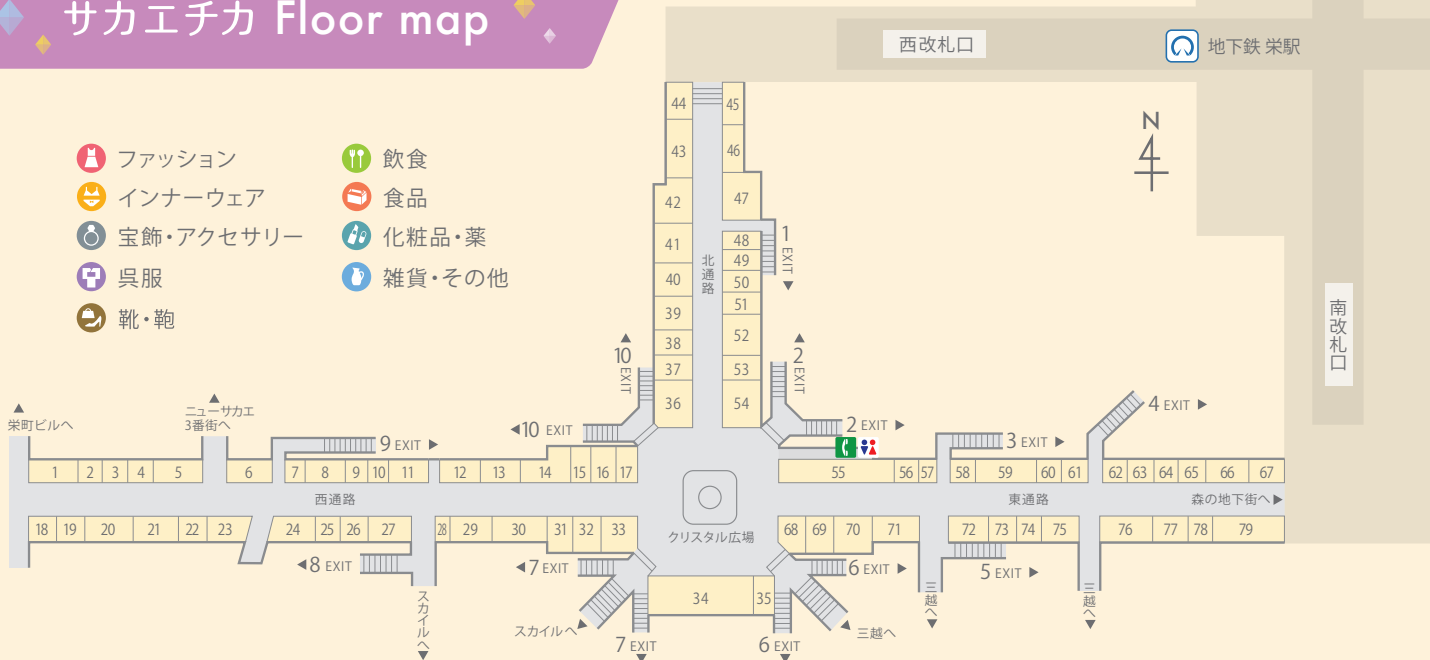 サカエチカ Floor map
西改札口
地下鉄 栄駅
N
ファッション
インナーウェア
宝飾・アクセサリー
呉服
靴・鞄
飲食
食品
化粧品・薬
雑貨・その他
44
45
43
46
42
47
41
48
49
40
50
39
51
38
52
37
53
36
54
北通路
1 EXIT
南改札口
10 EXIT
2 EXIT
栄町ビルへ
ニューサカエ
3番街へ
9 EXIT
10 EXIT
2 EXIT
3 EXIT
4 EXIT
1 2 3 4 5 6 7 8 9 10 11 12 13 14 15 16 17
55 56 57 58 59 60 61 62 63 64 65 66 67
西通路
東通路
森の地下街へ
18 19 20 21 22 23 24 25 26 27 28 29 30 31 32 33
クリスタル広場
68 69 70 71 72 73 74 75 76 77 78 79
8 EXIT
7 EXIT
6 EXIT
5 EXIT
34 35
スカイルへ
スカイルへ
三越へ
三越へ
三越へ
7 EXIT
6 EXIT